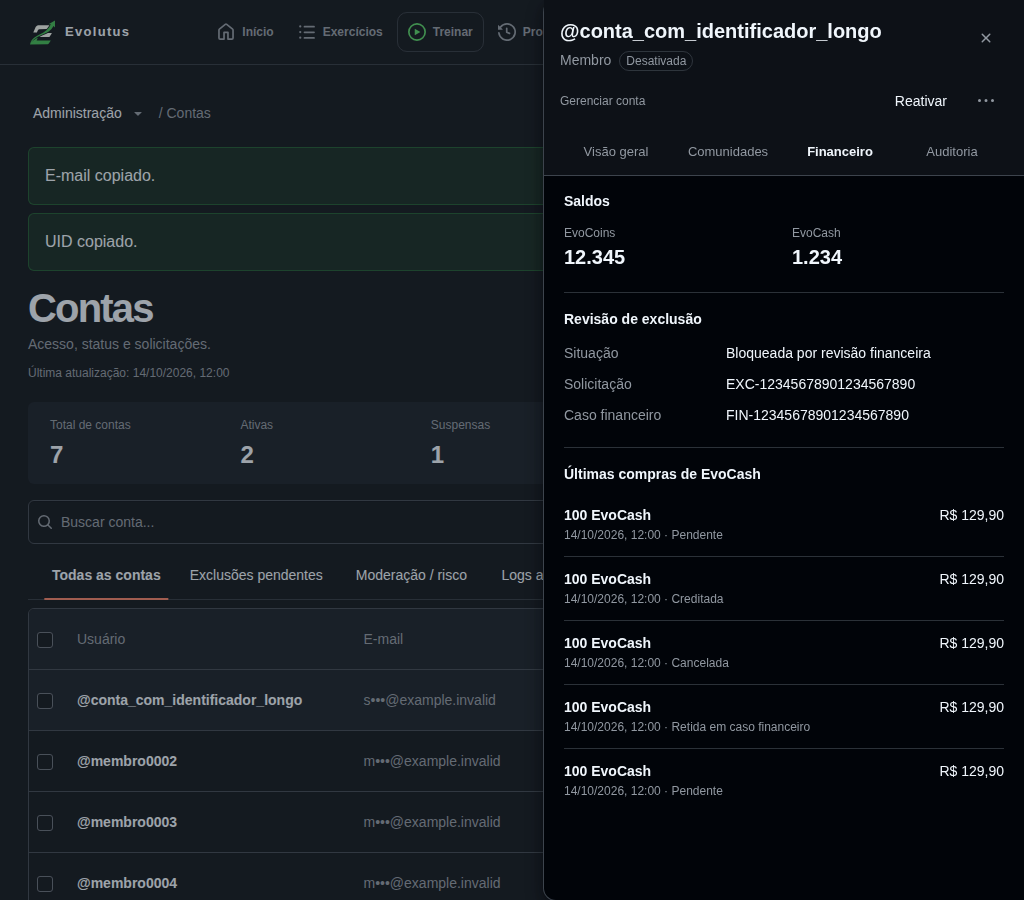 Evolutus
Início
Exercícios
Treinar
Administração / Contas
E-mail copiado.
UID copiado.
Contas
Acesso, status e solicitações.
Última atualização: 14/10/2026, 12:00
Total de contas
7
Ativas
2
Suspensas
1
Buscar conta...
Todas as contas
Exclusões pendentes
Moderação / risco
Logs
Usuário E-mail
@conta_com_identificador_longo s•••@example.invalid
@membro0002 m•••@example.invalid
@membro0003 m•••@example.invalid
@membro0004 m•••@example.invalid
@conta_com_identificador_longo
×
Membro Desativada
Gerenciar conta Reativar ···
Visão geral Comunidades Financeiro Auditoria
Saldos
EvoCoins
12.345
EvoCash
1.234
Revisão de exclusão
Situação Bloqueada por revisão financeira
Solicitação EXC-12345678901234567890
Caso financeiro FIN-12345678901234567890
Últimas compras de EvoCash
100 EvoCash R$ 129,90
14/10/2026, 12:00 · Pendente
100 EvoCash R$ 129,90
14/10/2026, 12:00 · Creditada
100 EvoCash R$ 129,90
14/10/2026, 12:00 · Cancelada
100 EvoCash R$ 129,90
14/10/2026, 12:00 · Retida em caso financeiro
100 EvoCash R$ 129,90
14/10/2026, 12:00 · Pendente